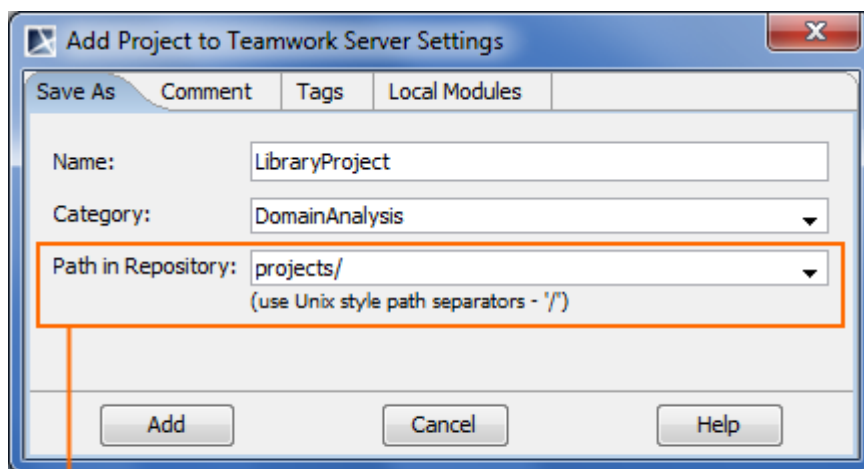 Add Project to Teamwork Server Settings
Save As Comment Tags Local Modules
Name: LibraryProject
Category: DomainAnalysis
Path in Repository: projects/
(use Unix style path separators - '/')
Add Cancel Help